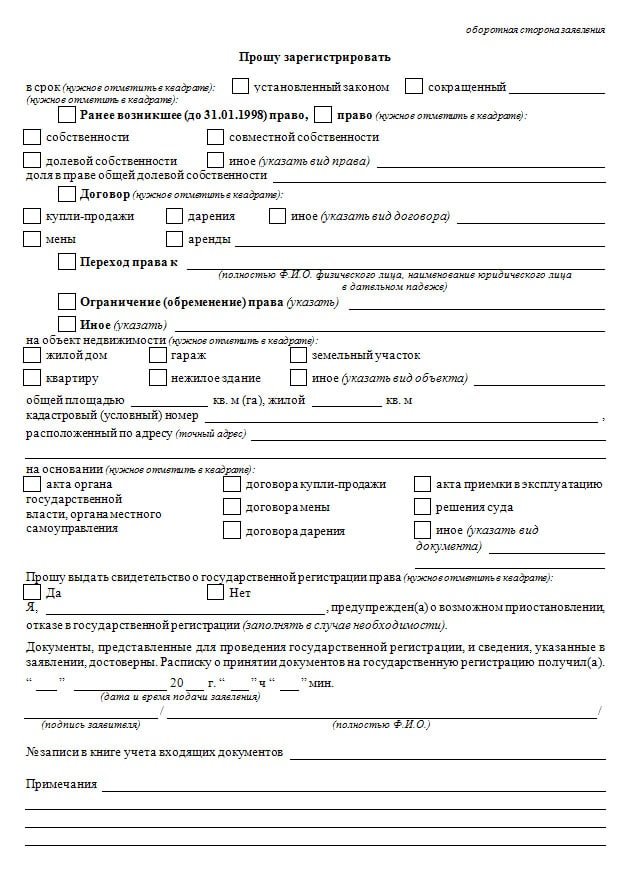 оборотная сторона заявления
Прошу зарегистрировать
в срок (нужное отметить в квадрате): установленный законом сокращенный
(нужное отметить в квадрате):
Ранее возникшее (до 31.01.1998) право, право (нужное отметить в квадрате):
собственности совместной собственности
долевой собственности иное (указать вид права)
доля в праве общей долевой собственности
Договор (нужное отметить в квадрате):
купли-продажи дарения иное (указать вид договора)
мены аренды
Переход права к
(полностью Ф.И.О. физического лица, наименование юридического лица
в дательном падеже)
Ограничение (обременение) права (указать)
Иное (указать)
на объект недвижимости (нужное отметить в квадрате):
жилой дом гараж земельный участок
квартиру нежилое здание иное (указать вид объекта)
общей площадью кв. м (га), жилой кв. м
кадастровый (условный) номер ,
расположенный по адресу (точный адрес)
на основании (нужное отметить в квадрате):
акта органа договора купли-продажи акта приемки в эксплуатацию
государственной
власти, органа местного договора мены решения суда
самоуправления договора дарения иное (указать вид
документа)
Прошу выдать свидетельство о государственной регистрации права (нужное отметить в квадрате):
Да Нет
Я, , предупрежден(а) о возможном приостановлении,
отказе в государственной регистрации (заполнять в случае необходимости).
Документы, представленные для проведения государственной регистрации, и сведения, указанные в
заявлении, достоверны. Расписку о принятии документов на государственную регистрацию получил(а).
“ ___ ” ____________ 20 ___ г. “ ___ ” ч “ ___ ” мин.
(дата и время подачи заявления)
/ /
(подпись заявителя) (полностью Ф.И.О.)
№ записи в книге учета входящих документов
Примечания